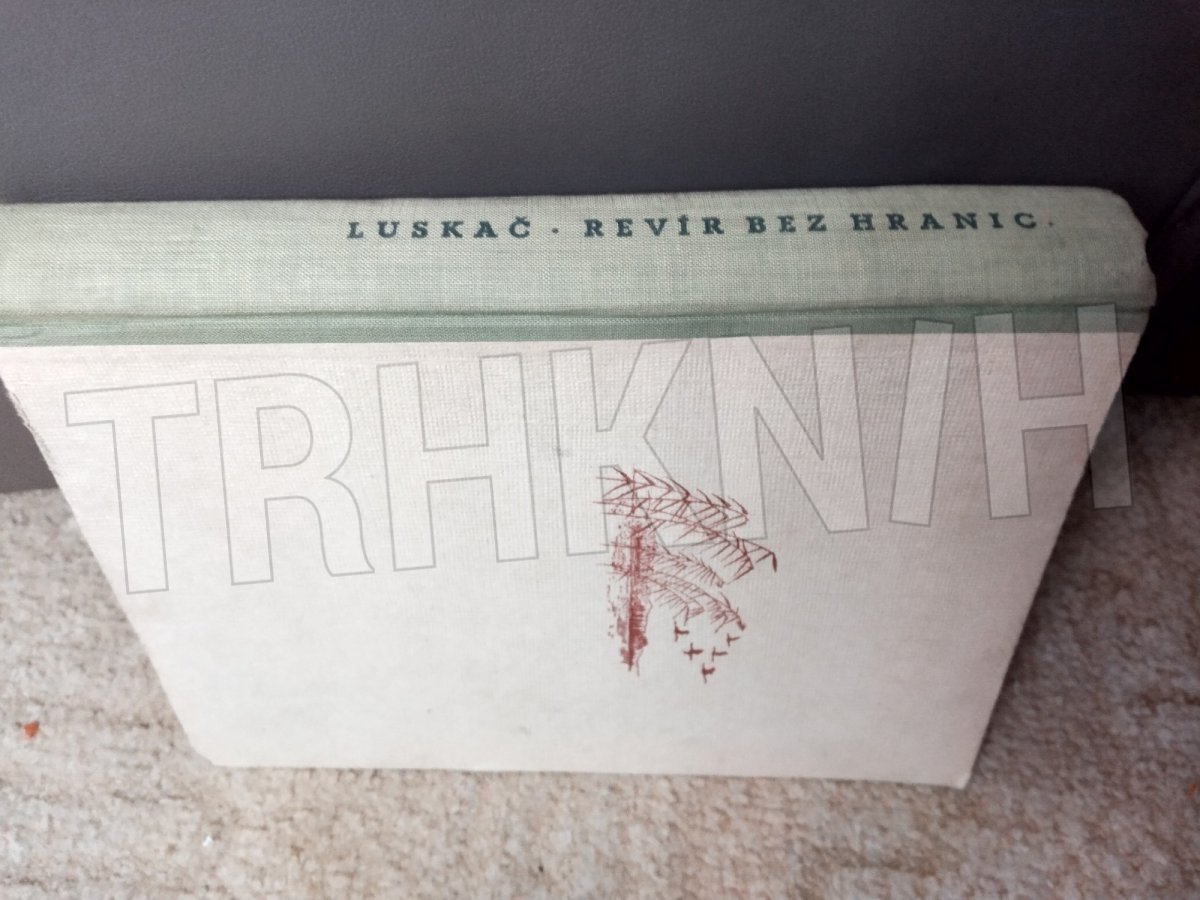 LUSKAČ · REVÍR BEZ HRANIC.
TRHKNIH